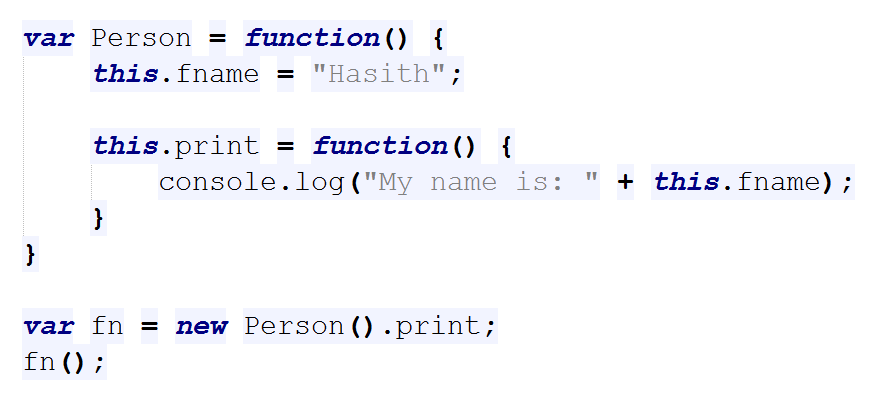 var Person = function() {
    this.fname = "Hasith";
    this.print = function() {
        console.log("My name is: " + this.fname);
    }
}
var fn = new Person().print;
fn();